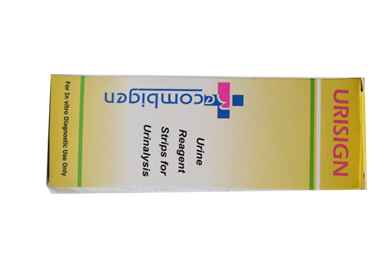 URISIGN
acombigen
Urine
Reagent
Strips for
Urinalysis
For In vitro Diagnostic Use Only